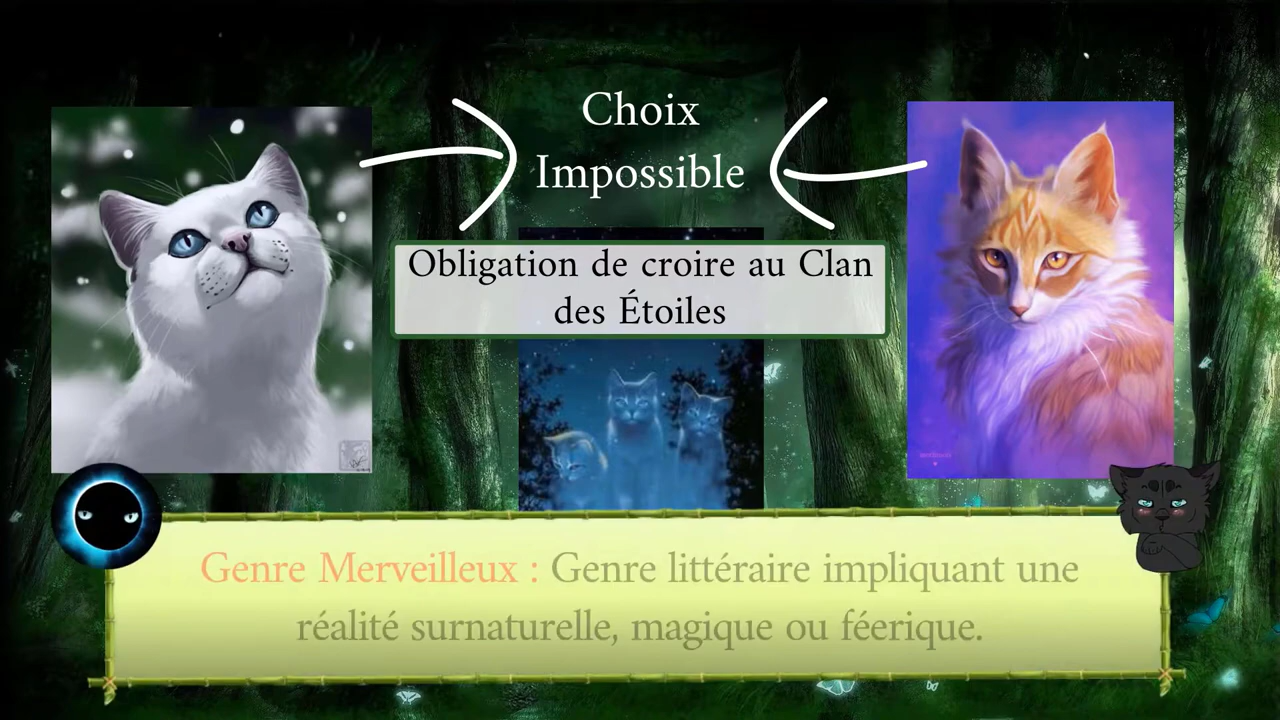 Choix
Impossible
Obligation de croire au Clan
des Étoiles
Genre Merveilleux : Genre littéraire impliquant une
réalité surnaturelle, magique ou féerique.